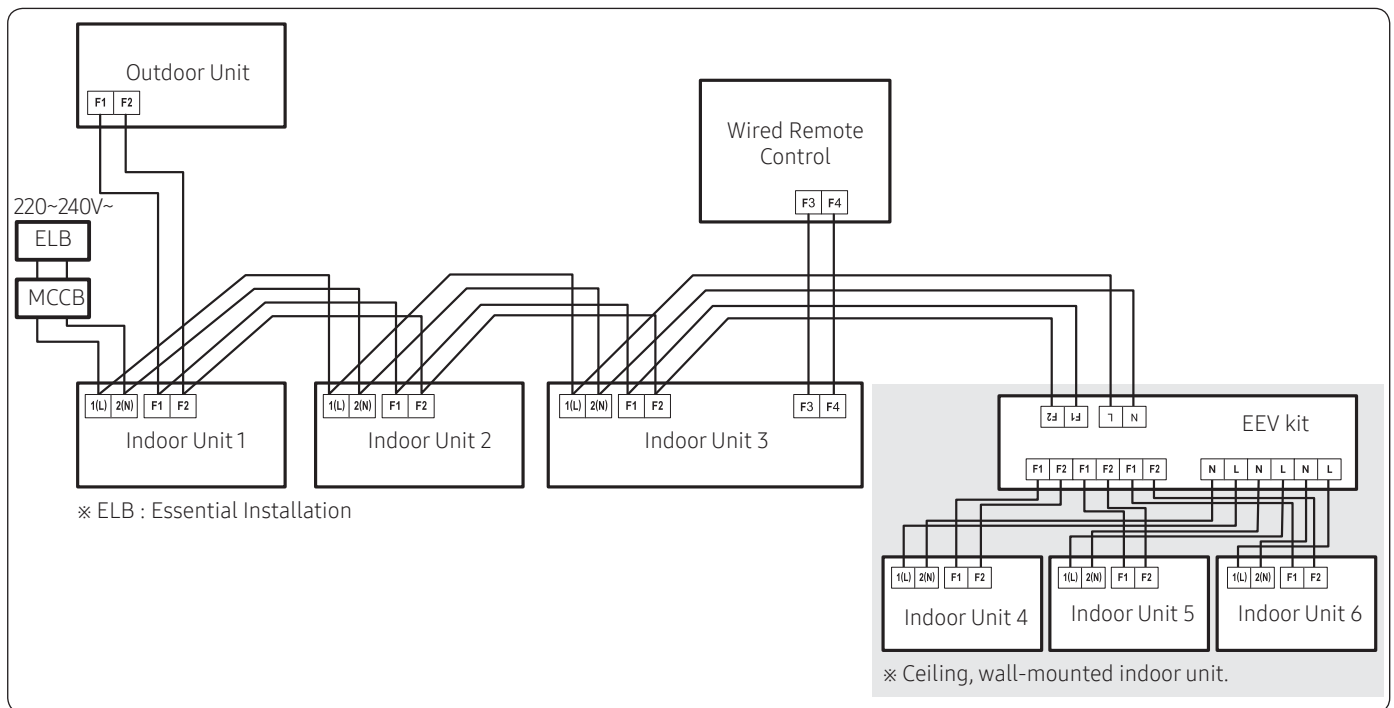 Outdoor Unit
F1 F2
Wired Remote
Control
F3 F4
220~240V~
ELB
MCCB
1(L) 2(N) F1 F2
Indoor Unit 1
1(L) 2(N) F1 F2
Indoor Unit 2
1(L) 2(N) F1 F2
F3 F4
Indoor Unit 3
F2 F1 L N
EEV kit
F1 F2 F1 F2 F1 F2
N L N L N L
※ ELB : Essential Installation
1(L) 2(N) F1 F2
Indoor Unit 4
1(L) 2(N) F1 F2
Indoor Unit 5
1(L) 2(N) F1 F2
Indoor Unit 6
※ Ceiling, wall-mounted indoor unit.